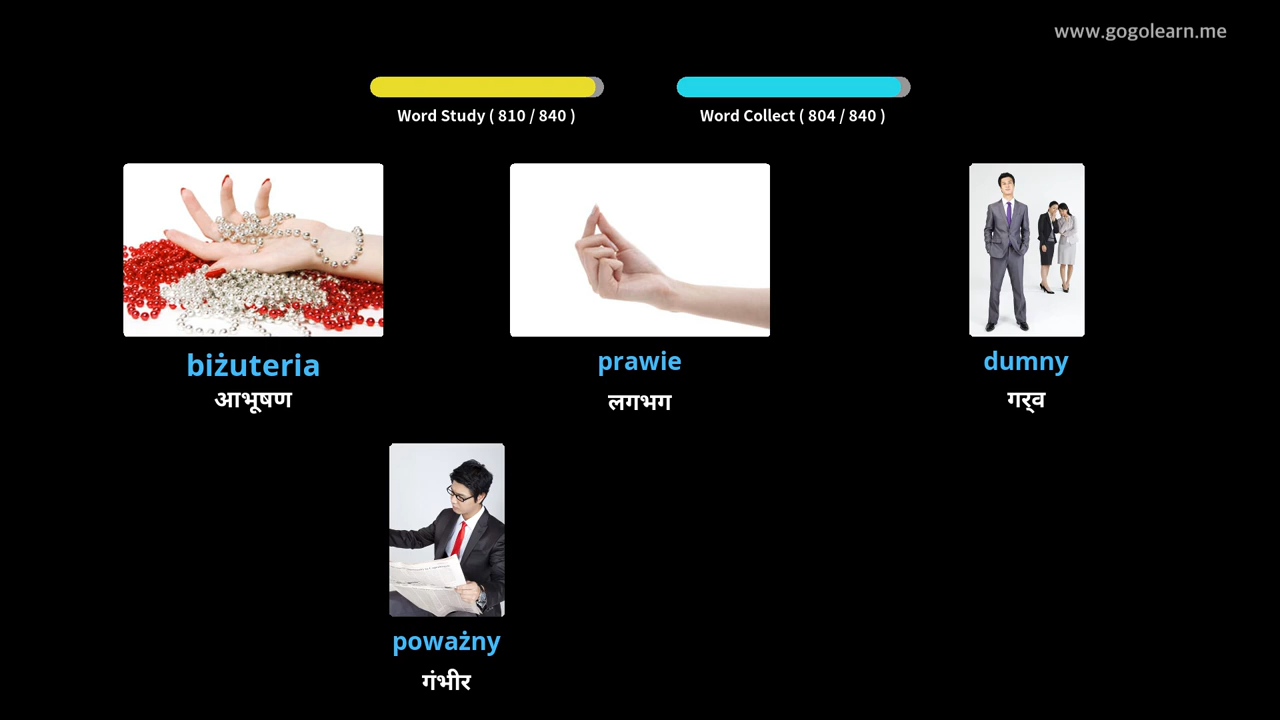 www.gogolearn.me
Word Study ( 810 / 840 )
Word Collect ( 804 / 840 )
biżuteria
prawie
dumny
आभूषण
लगभग
गर्व
poważny
गंभीर